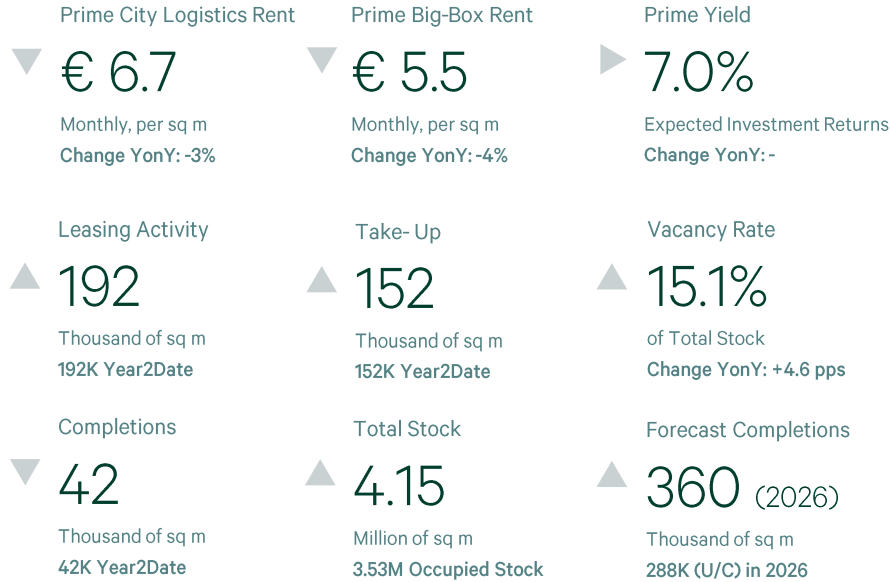 Prime City Logistics Rent
€ 6.7
Monthly, per sq m
Change YonY: -3%
Prime Big-Box Rent
€ 5.5
Monthly, per sq m
Change YonY: -4%
Prime Yield
7.0%
Expected Investment Returns
Change YonY: -
Leasing Activity
192
Thousand of sq m
192K Year2Date
Take- Up
152
Thousand of sq m
152K Year2Date
Vacancy Rate
15.1%
of Total Stock
Change YonY: +4.6 pps
Completions
42
Thousand of sq m
42K Year2Date
Total Stock
4.15
Million of sq m
3.53M Occupied Stock
Forecast Completions
360 (2026)
Thousand of sq m
288K (U/C) in 2026